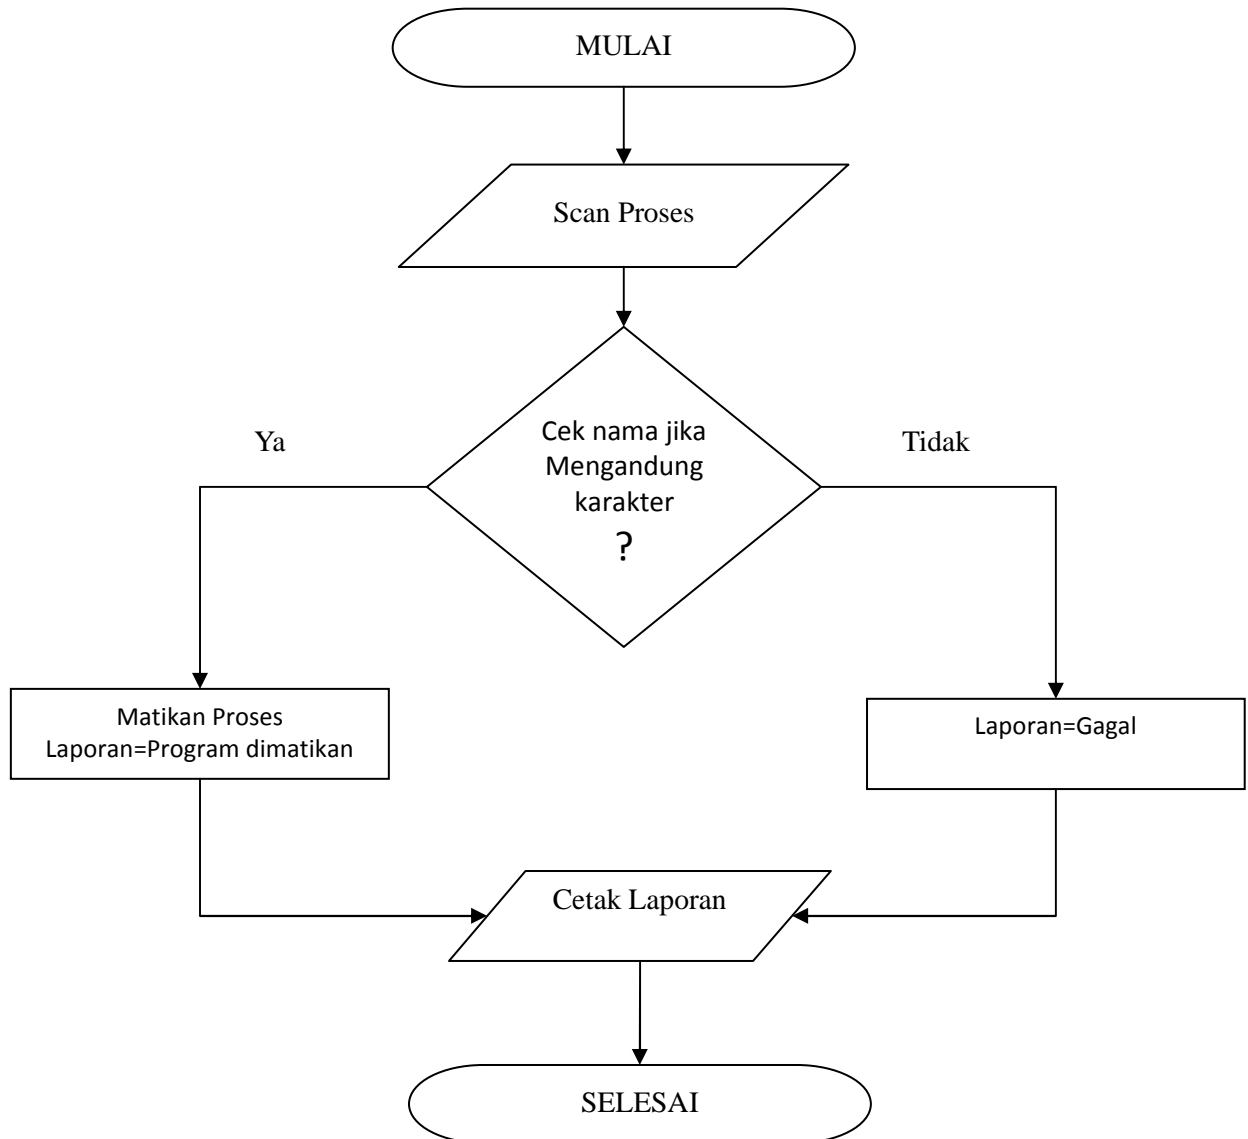 MULAI
Scan Proses
Ya
Cek nama jika
Mengandung
karakter
?
Tidak
Matikan Proses
Laporan=Program dimatikan
Laporan=Gagal
Cetak Laporan
SELESAI